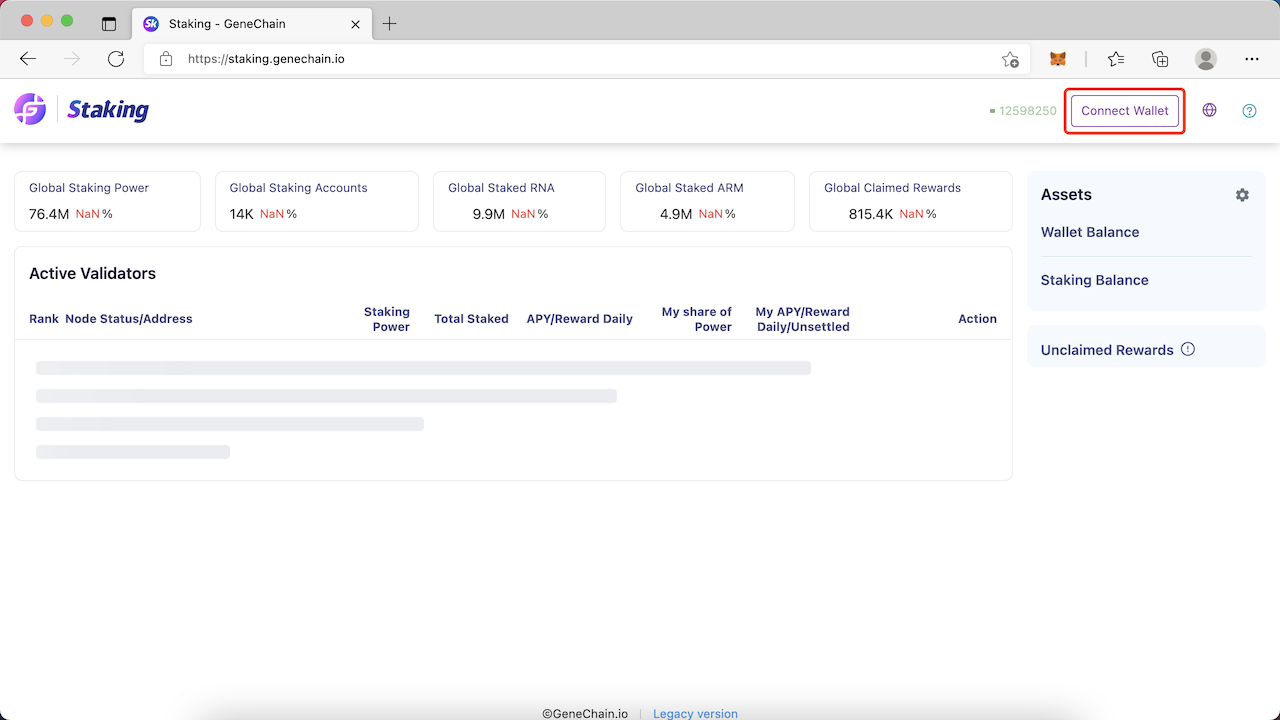 Staking - GeneChain
https://staking.genechain.io
Staking
12598250
Connect Wallet
Global Staking Power
76.4M NaN %
Global Staking Accounts
14K NaN %
Global Staked RNA
9.9M NaN %
Global Staked ARM
4.9M NaN %
Global Claimed Rewards
815.4K NaN %
Assets
Wallet Balance
Staking Balance
Unclaimed Rewards
Active Validators
Rank Node Status/Address
Staking
Power
Total Staked
APY/Reward Daily
My share of
Power
My APY/Reward
Daily/Unsettled
Action
©GeneChain.io | Legacy version